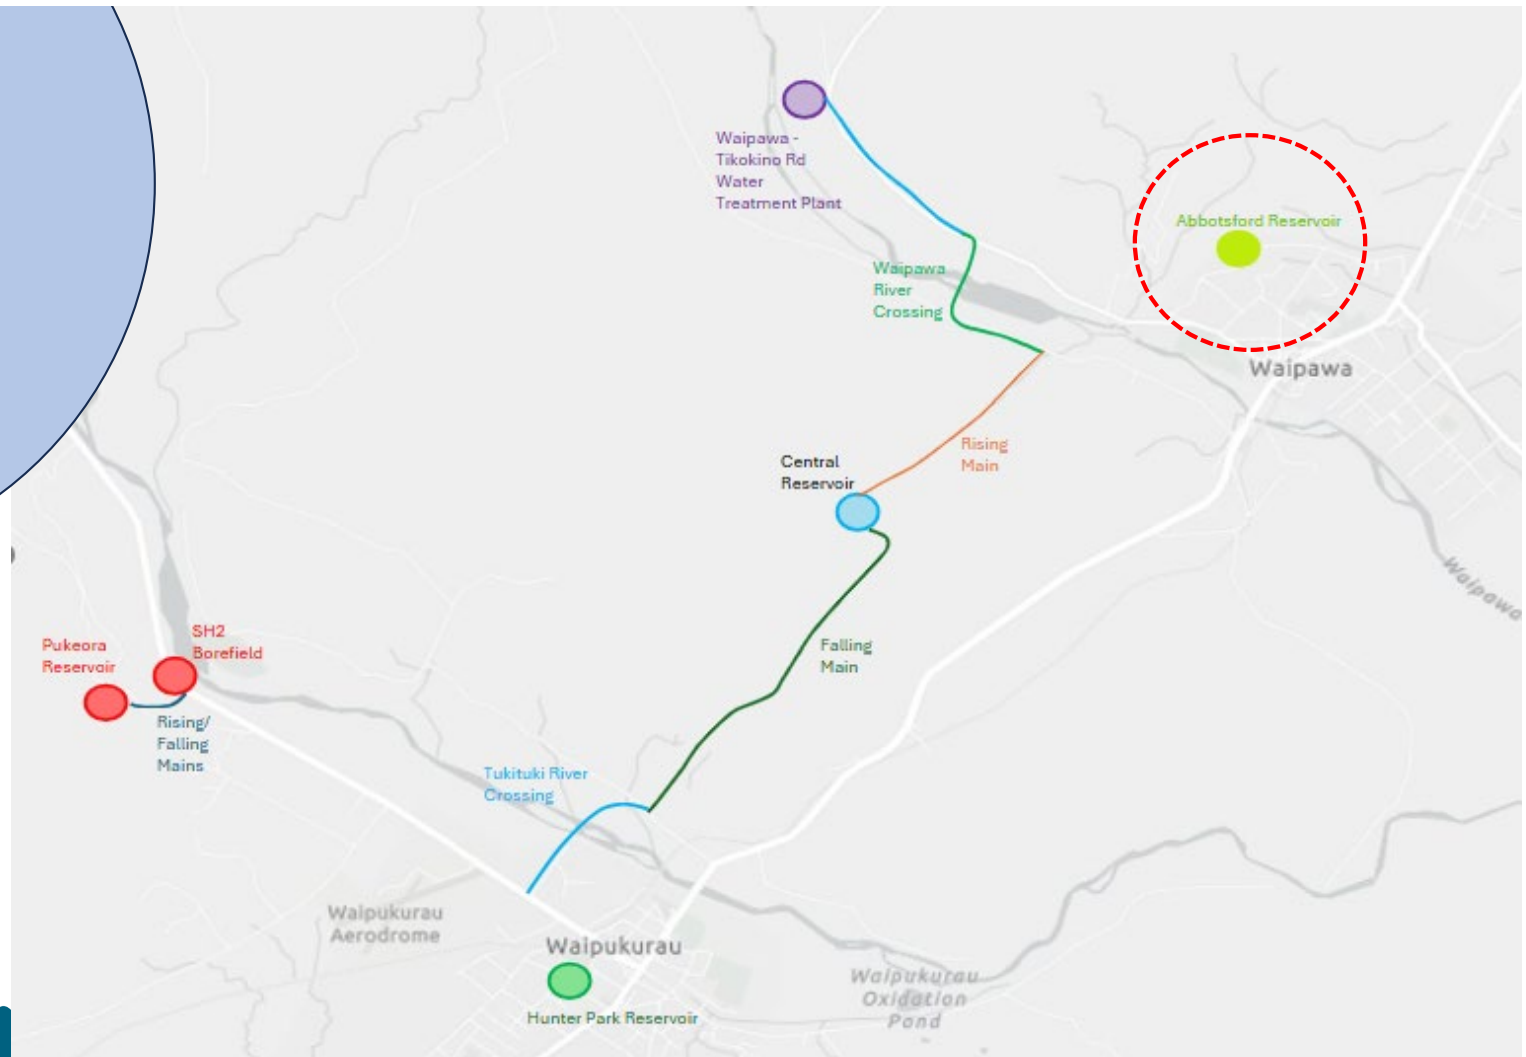 Waipawa -
Tikokino Rd
Water
Treatment Plant
Abbotsford Reservoir
Waipawa
River
Crossing
Waipawa
Rising
Main
Central
Reservoir
Waipawa
SH2
Borefield
Pukeora
Reservoir
Falling
Main
Rising/
Falling
Mains
Tukituki River
Crossing
Waipukurau
Aerodrome
Waipukurau
Waipukurau
Oxidation
Pond
Hunter Park Reservoir